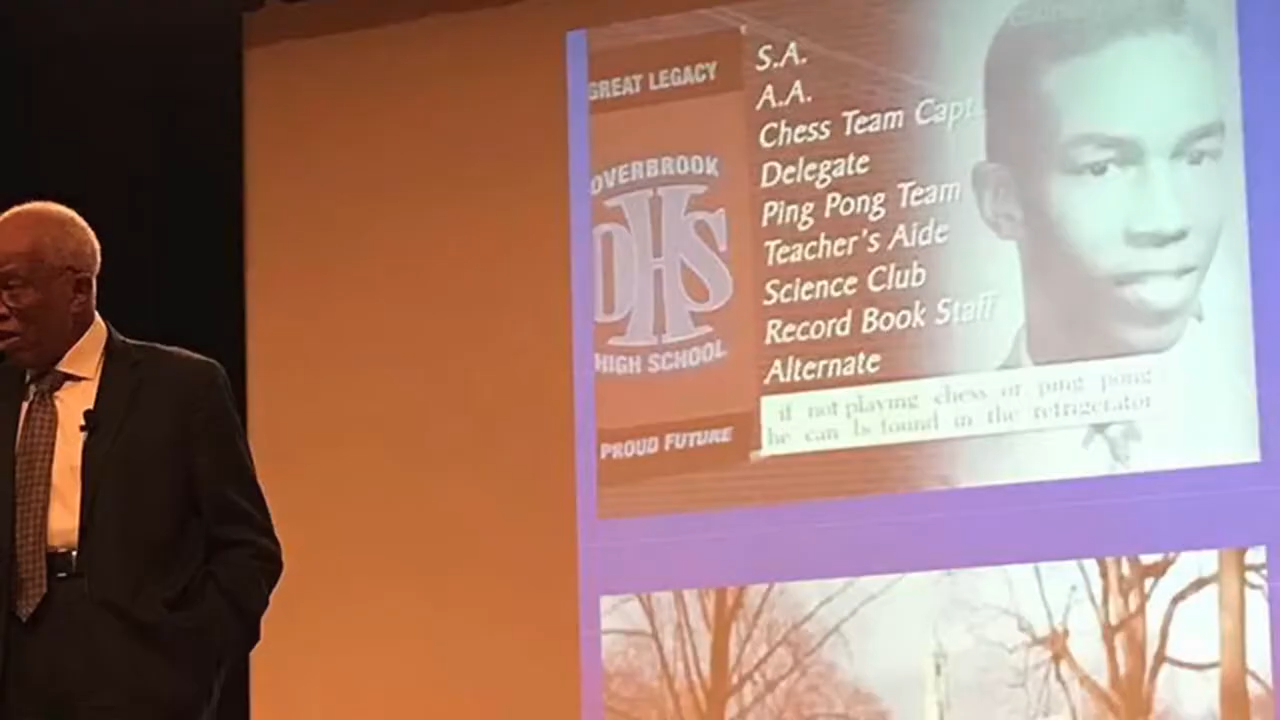 GREAT LEGACY
OVERBROOK
OHS
HIGH SCHOOL
PROUD FUTURE
S.A.
A.A.
Chess Team Capt.
Delegate
Ping Pong Team
Teacher's Aide
Science Club
Record Book Staff
Alternate
if not playing chess or ping pong
he can be found in the refrigerator